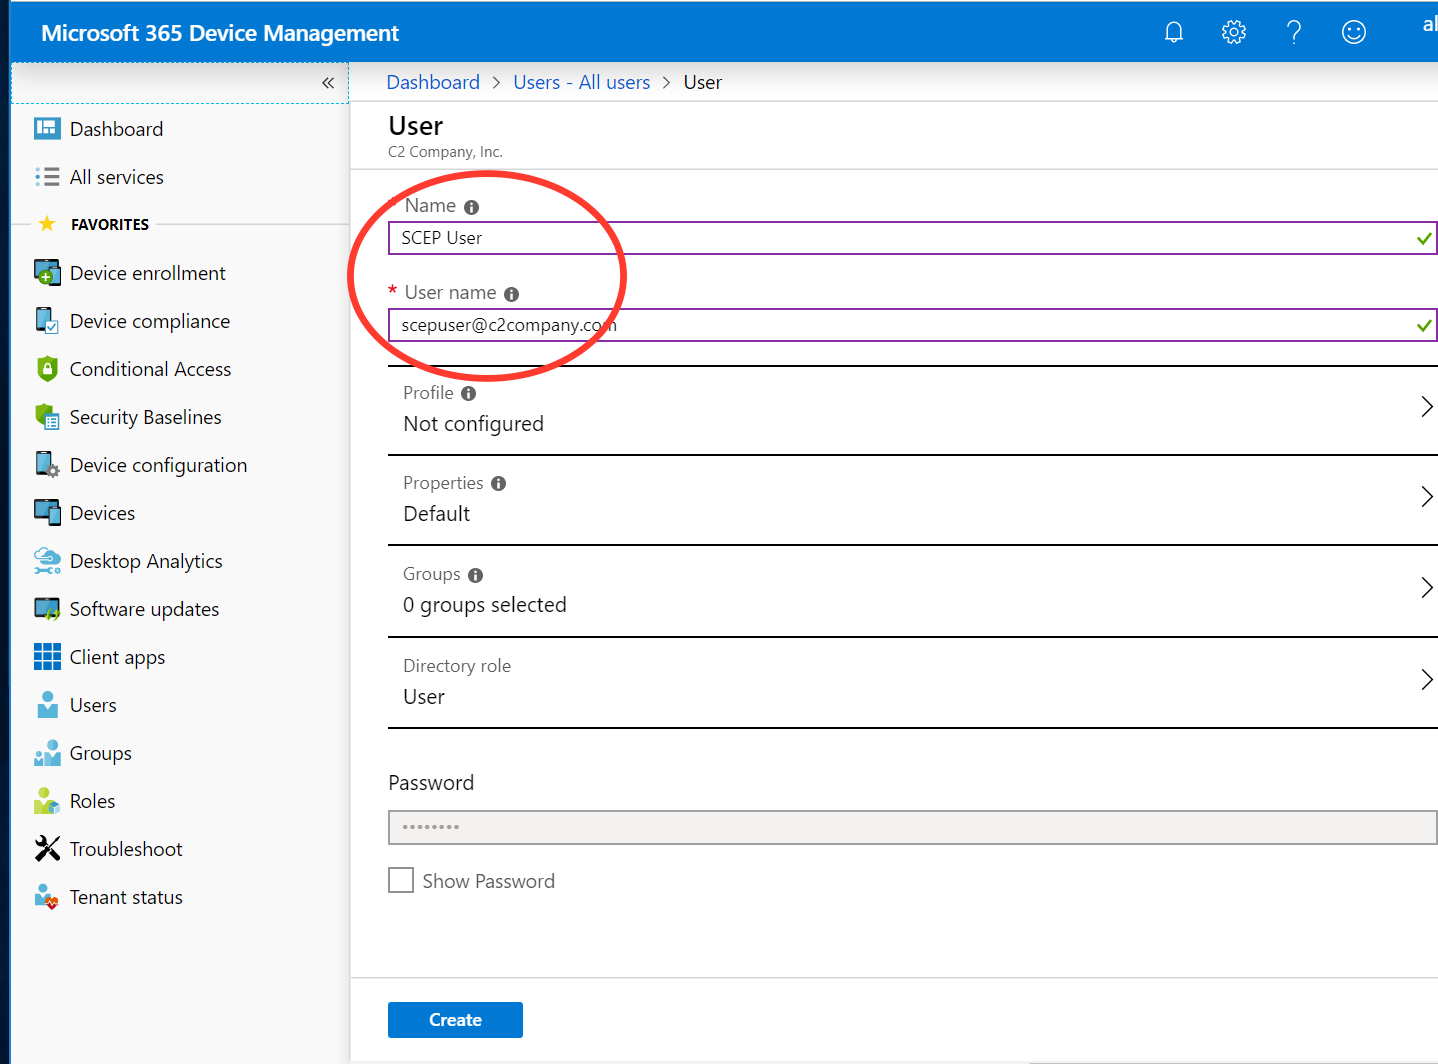 Microsoft 365 Device Management
al
Dashboard > Users - All users > User
Dashboard
All services
FAVORITES
Device enrollment
Device compliance
Conditional Access
Security Baselines
Device configuration
Devices
Desktop Analytics
Software updates
Client apps
Users
Groups
Roles
Troubleshoot
Tenant status
User
C2 Company, Inc.
* Name
SCEP User
* User name
scepuser@c2company.com
Profile
Not configured
Properties
Default
Groups
0 groups selected
Directory role
User
Password
••••••••
Show Password
Create